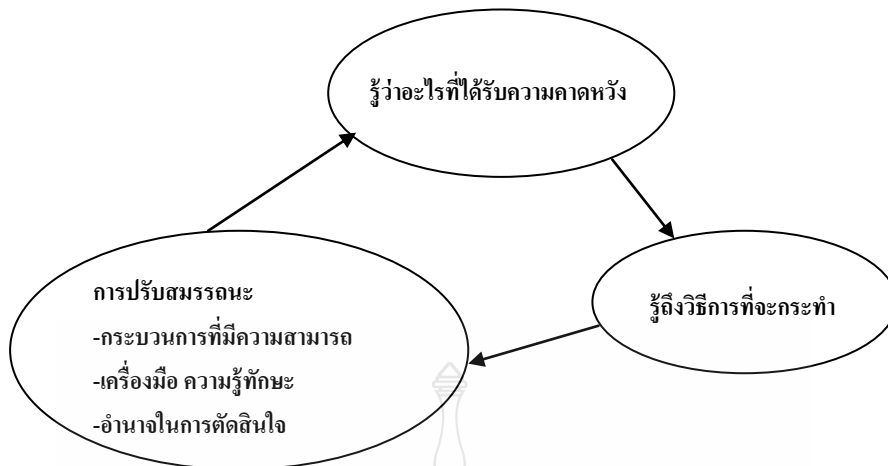 รู้ว่าอะไรที่ได้รับความคาดหวัง
รู้ถึงวิธีการที่จะกระทำ
การปรับสมรรถนะ
-กระบวนการที่มีความสามารถ
-เครื่องมือ ความรู้ทักษะ
-อำนาจในการตัดสินใจ